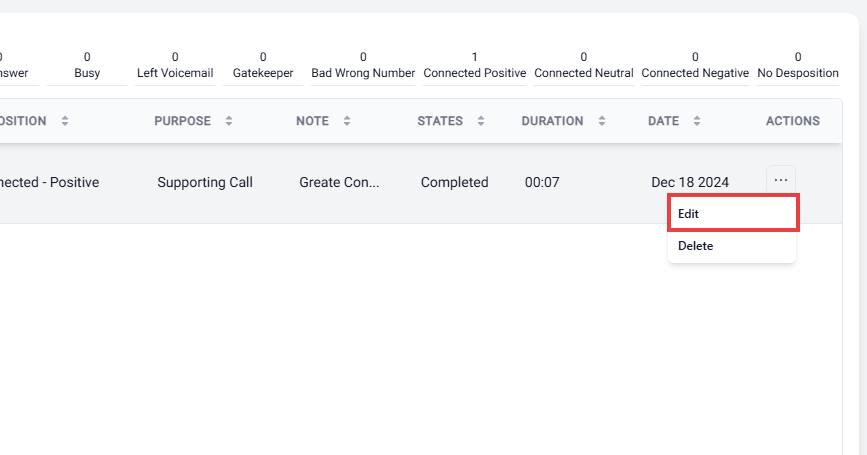 0 0 0 0 0 1 0 0 0
nswer Busy Left Voicemail Gatekeeper Bad Wrong Number Connected Positive Connected Neutral Connected Negative No Desposition
OSITION PURPOSE NOTE STATES DURATION DATE ACTIONS
nected - Positive Supporting Call Greate Con... Completed 00:07 Dec 18 2024 ...
Edit
Delete